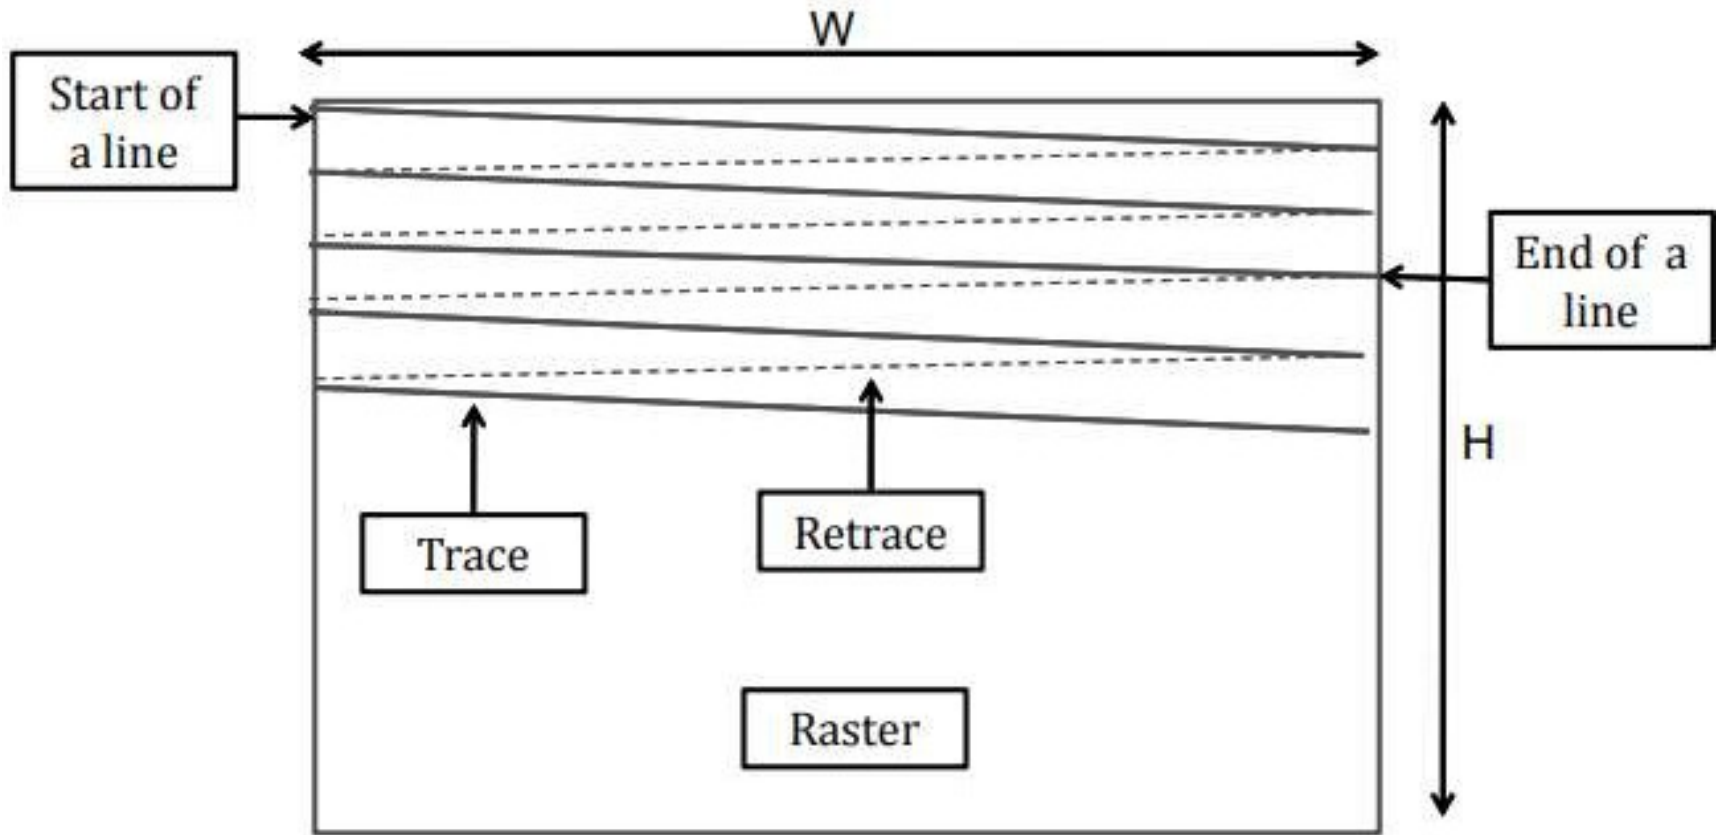 W
Start of
a line
End of a
line
H
Trace
Retrace
Raster